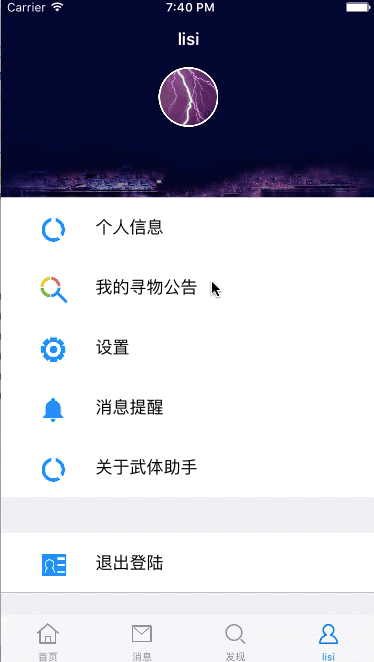 Carrier 7:40 PM
lisi
个人信息
我的寻物公告
设置
消息提醒
关于武体助手
退出登陆
首页 消息 发现 lisi